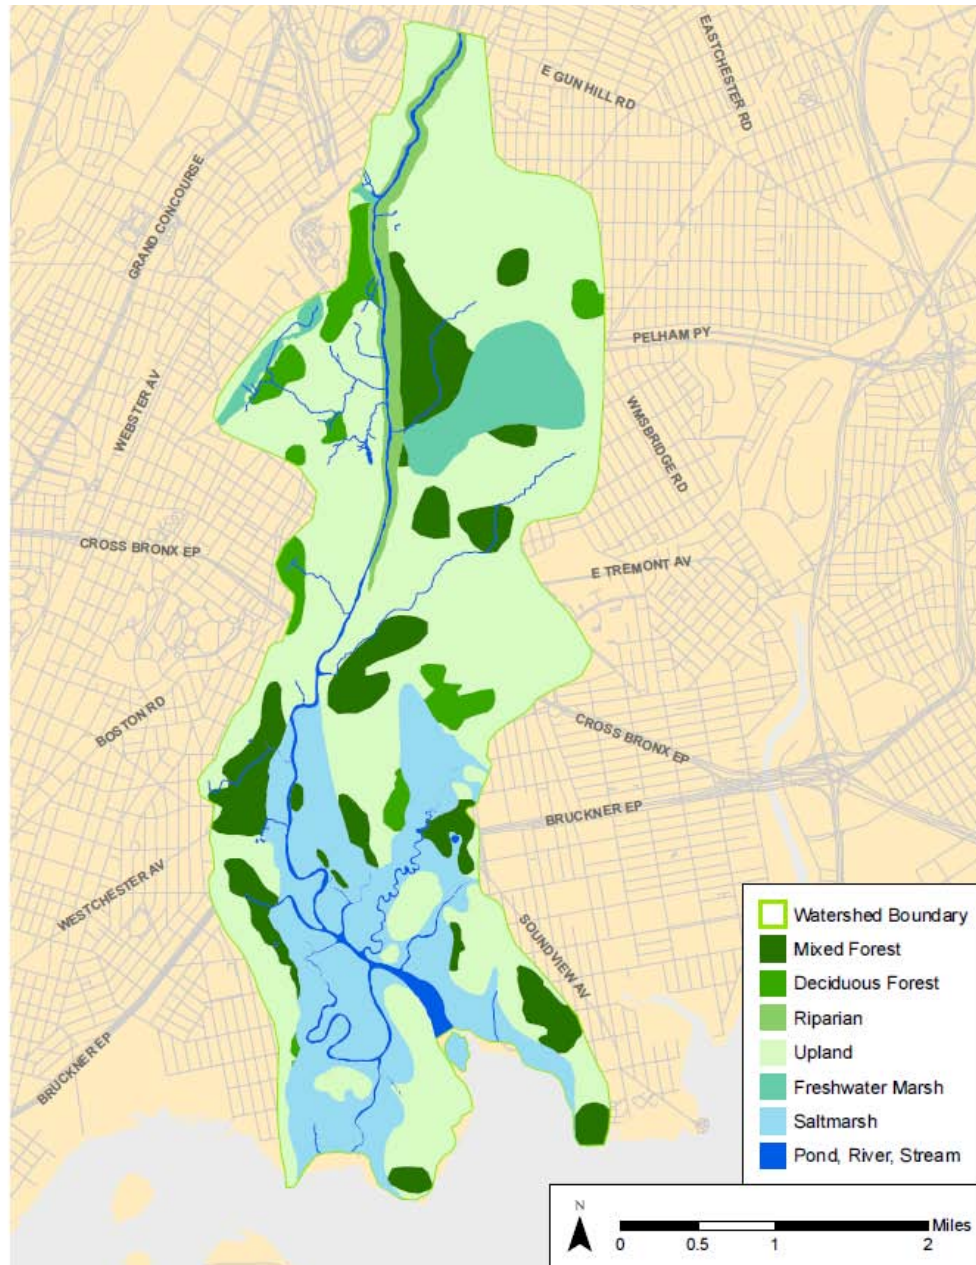 EASTCHESTER RD
E GUN HILL RD
GRAND CONCOURSE
PELHAM PY
WEBSTER AV
WMSBRIDGE RD
CROSS BRONX EP
E TREMONT AV
BOSTON RD
CROSS BRONX EP
BRUCKNER EP
WESTCHESTER AV
SOUNDVIEW AV
BRUCKNER EP
Watershed Boundary
Mixed Forest
Deciduous Forest
Riparian
Upland
Freshwater Marsh
Saltmarsh
Pond, River, Stream
N
Miles
0 0.5 1 2